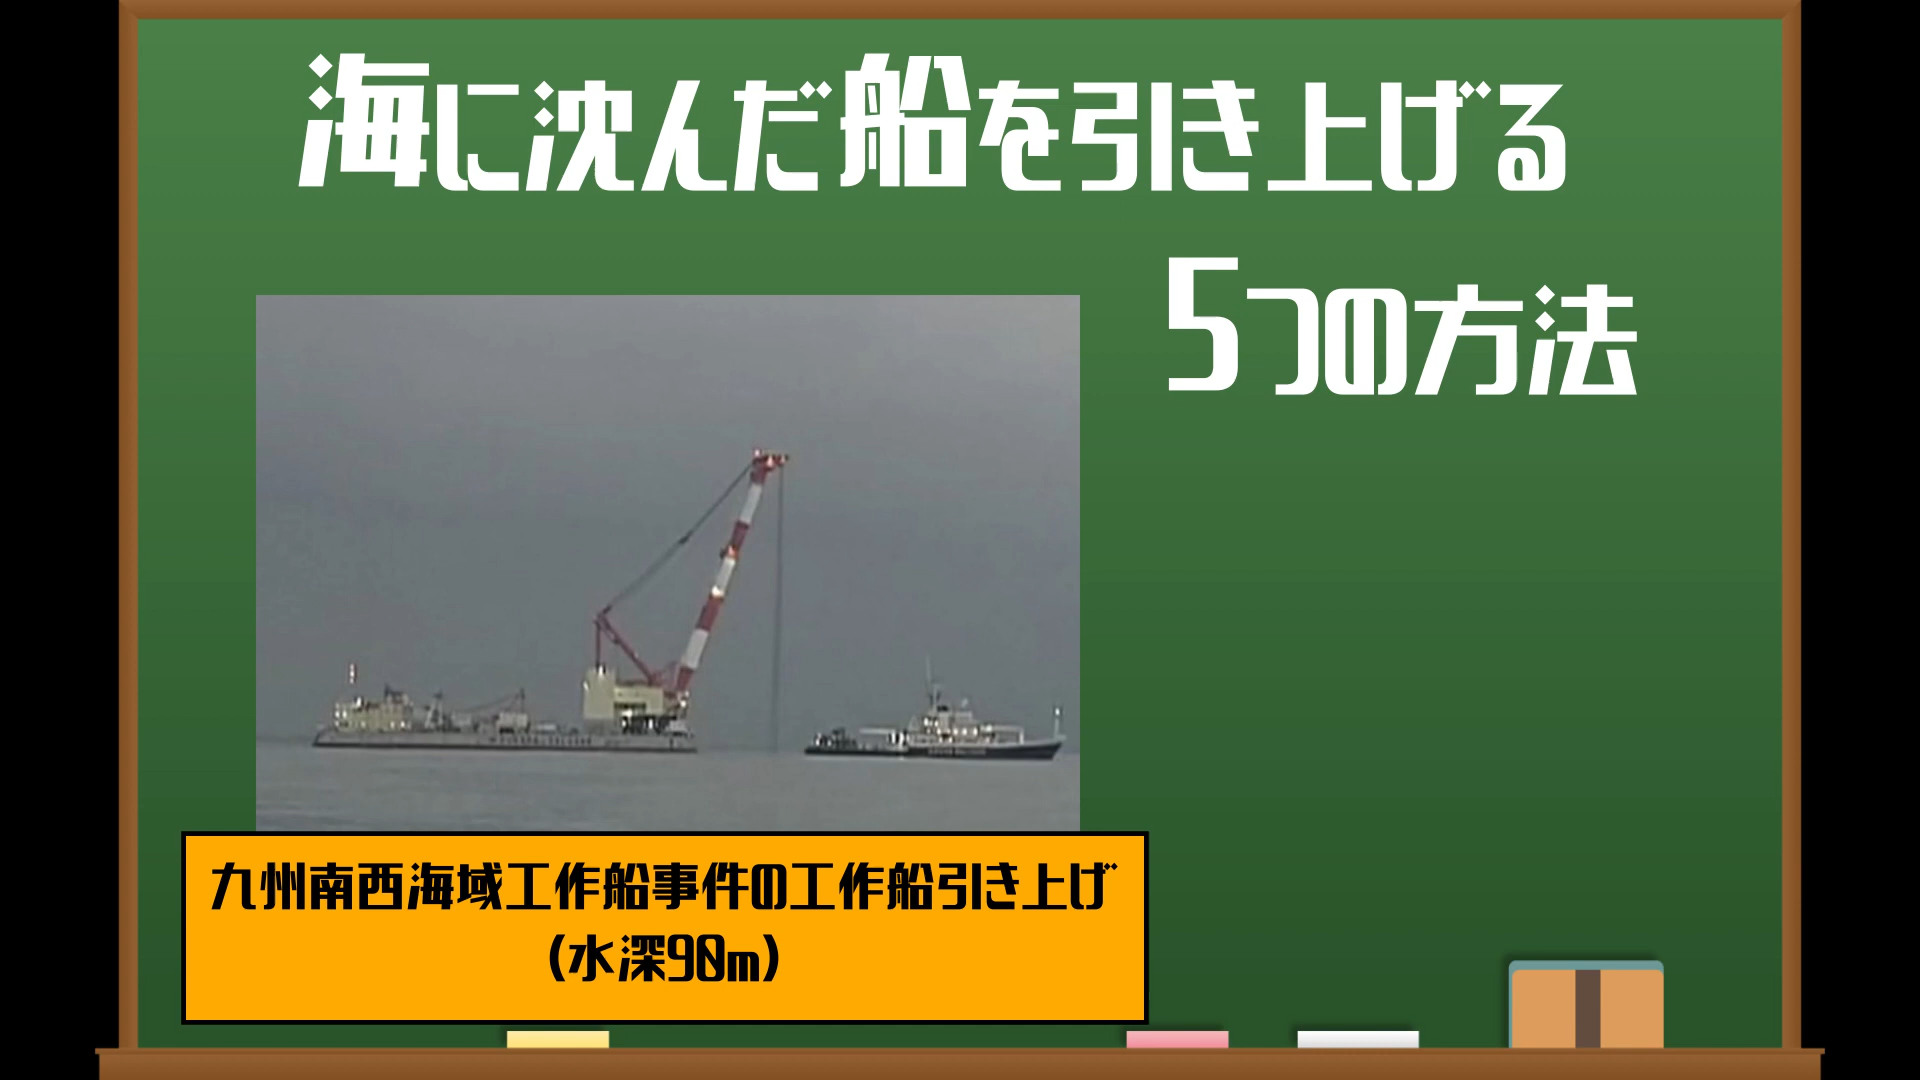 海に沈んだ船を引き上げる
5つの方法
九州南西海域工作船事件の工作船引き上げ
(水深90m)